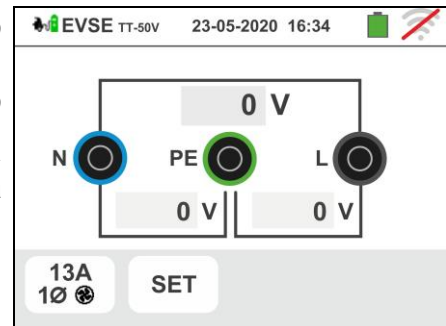 EVSE TT-50V 23-05-2020 16:34
0 V
N PE L
0 V 0 V
13A SET
1Ø